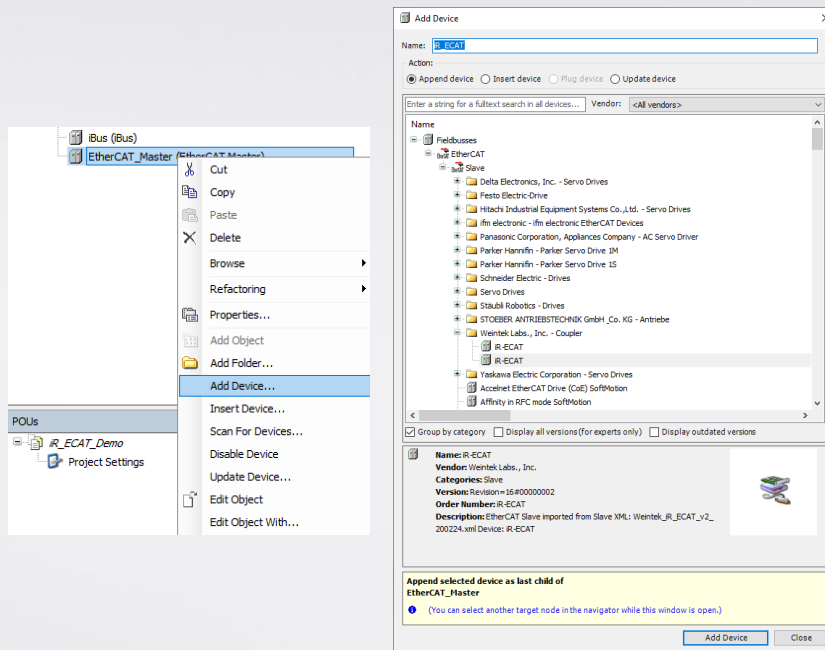 iBus (iBus)
EtherCAT_Master (EtherCAT Master)
Cut
Copy
Paste
Delete
Browse
Refactoring
Properties...
Add Object
Add Folder...
Add Device...
Insert Device...
Scan For Devices...
Disable Device
Update Device...
Edit Object
Edit Object With...
POUs
iR_ECAT_Demo
Project Settings
Add Device
Name: iR_ECAT
Action:
Append device Insert device Plug device Update device
Enter a string for a fulltext search in all devices... Vendor: <All vendors>
Name
Fieldbusses
EtherCAT
Slave
Delta Electronics, Inc. - Servo Drives
Festo Electric-Drive
Hitachi Industrial Equipment Systems Co.,Ltd. - Servo Drives
ifm electronic - ifm electronic EtherCAT Devices
Panasonic Corporation, Appliances Company - AC Servo Driver
Parker Hannifin - Parker Servo Drive 1M
Parker Hannifin - Parker Servo Drive 1S
Schneider Electric - Drives
Servo Drives
Stäubli Robotics - Drives
STOEBER ANTRIEBSTECHNIK GmbH _Co. KG - Antriebe
Weintek Labs., Inc. - Coupler
iR-ECAT
iR-ECAT
Yaskawa Electric Corporation - Servo Drives
Accelnet EtherCAT Drive (CoE) SoftMotion
Affinity in RFC mode SoftMotion
Group by category Display all versions (for experts only) Display outdated versions
Name: iR-ECAT
Vendor: Weintek Labs., Inc.
Categories: Slave
Version: Revision=16#00000002
Order Number: iR-ECAT
Description: EtherCAT Slave imported from Slave XML: Weintek_iR_ECAT_v2_
200224.xml Device: iR-ECAT
Append selected device as last child of
EtherCAT_Master
(You can select another target node in the navigator while this window is open.)
Add Device Close